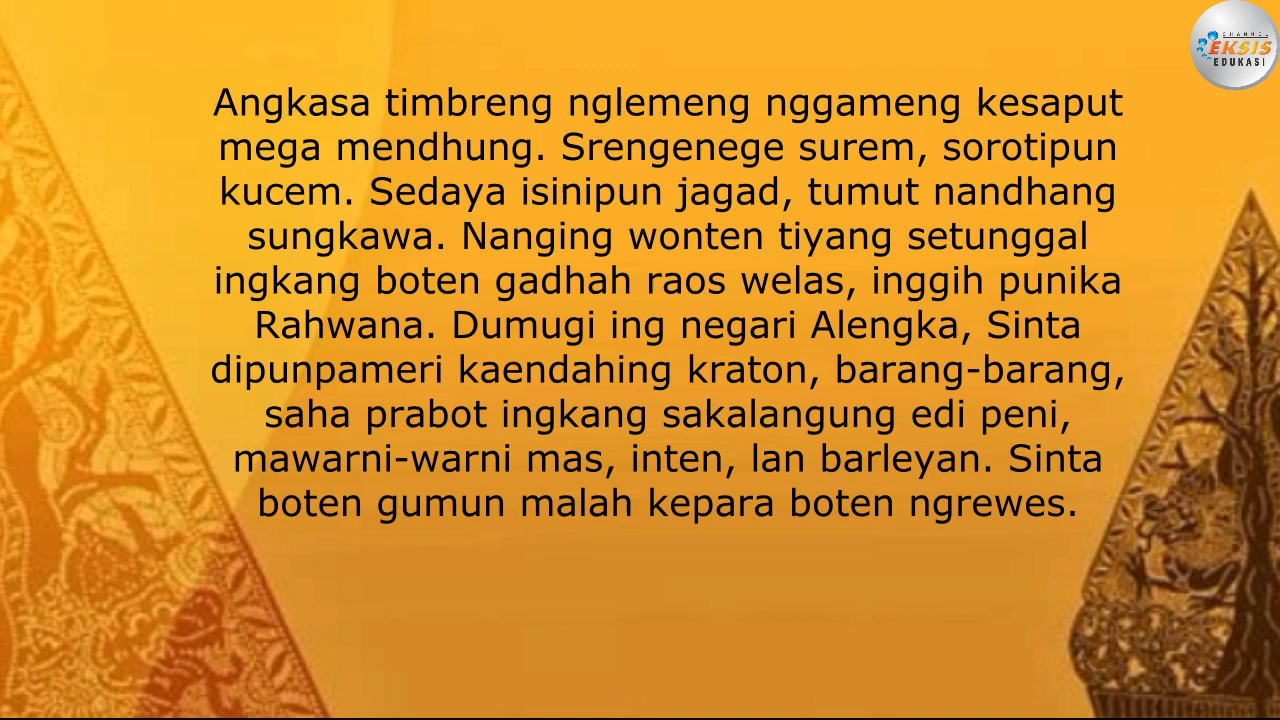 CHANNEL
EKSIS
EDUKASI
Angkasa timbreng nglemeng nggameng kesaput
mega mendhung. Srengenege surem, sorotipun
kucem. Sedaya isinipun jagad, tumut nandhang
sungkawa. Nanging wonten tiyang setunggal
ingkang boten gadhah raos welas, inggih punika
Rahwana. Dumugi ing negari Alengka, Sinta
dipunpameri kaendahing kraton, barang-barang,
saha prabot ingkang sakalangung edi peni,
mawarni-warni mas, inten, lan barleyan. Sinta
boten gumun malah kepara boten ngrewes.